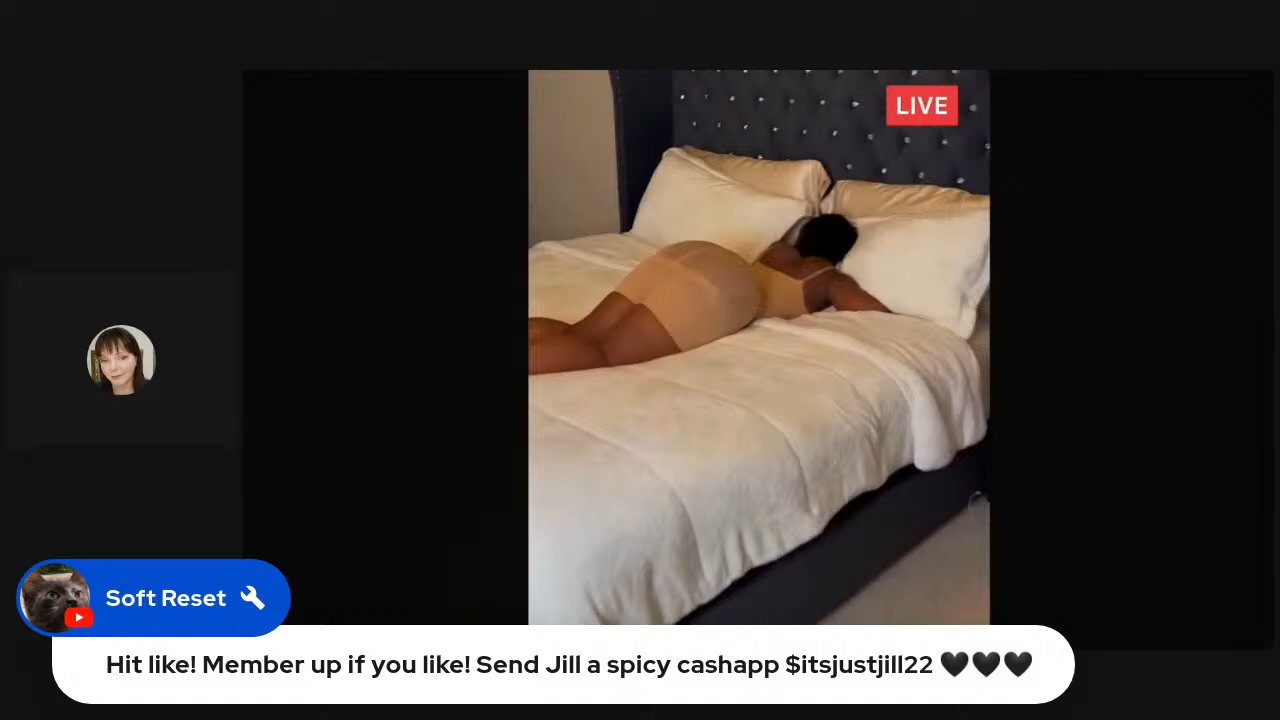 LIVE
Soft Reset
Hit like! Member up if you like! Send Jill a spicy cashapp $itsjustjill22 🖤🖤🖤